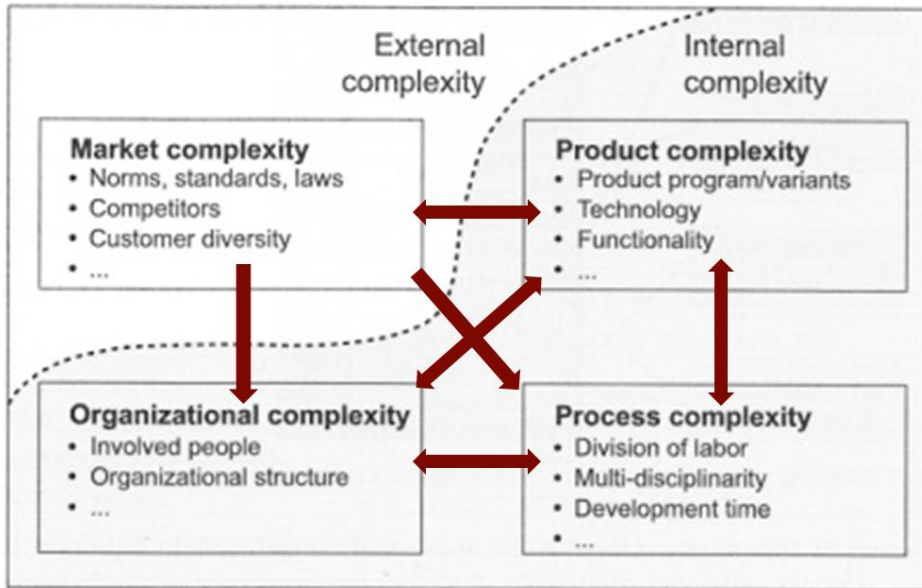 External
complexity
Internal
complexity
Market complexity
• Norms, standards, laws
• Competitors
• Customer diversity
• ...
Product complexity
• Product program/variants
• Technology
• Functionality
• ...
Organizational complexity
• Involved people
• Organizational structure
• ...
Process complexity
• Division of labor
• Multi-disciplinarity
• Development time
• ...